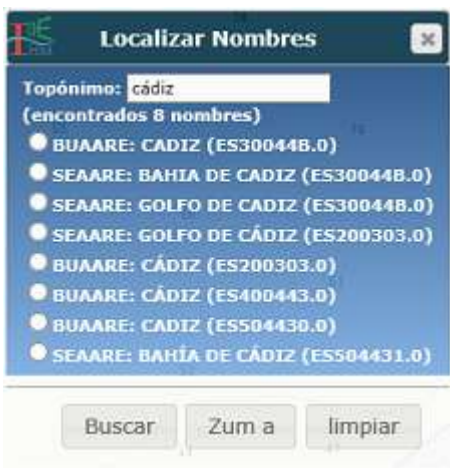 Localizar Nombres
Topónimo: cádiz
(encontrados 8 nombres)
BUAARE: CADIZ (ES30044B.0)
SEAARE: BAHIA DE CADIZ (ES30044B.0)
SEAARE: GOLFO DE CADIZ (ES30044B.0)
SEAARE: GOLFO DE CÁDIZ (ES200303.0)
BUAARE: CÁDIZ (ES200303.0)
BUAARE: CÁDIZ (ES400443.0)
BUAARE: CADIZ (ES504430.0)
SEAARE: BAHÍA DE CÁDIZ (ES504431.0)
Buscar Zum a limpiar